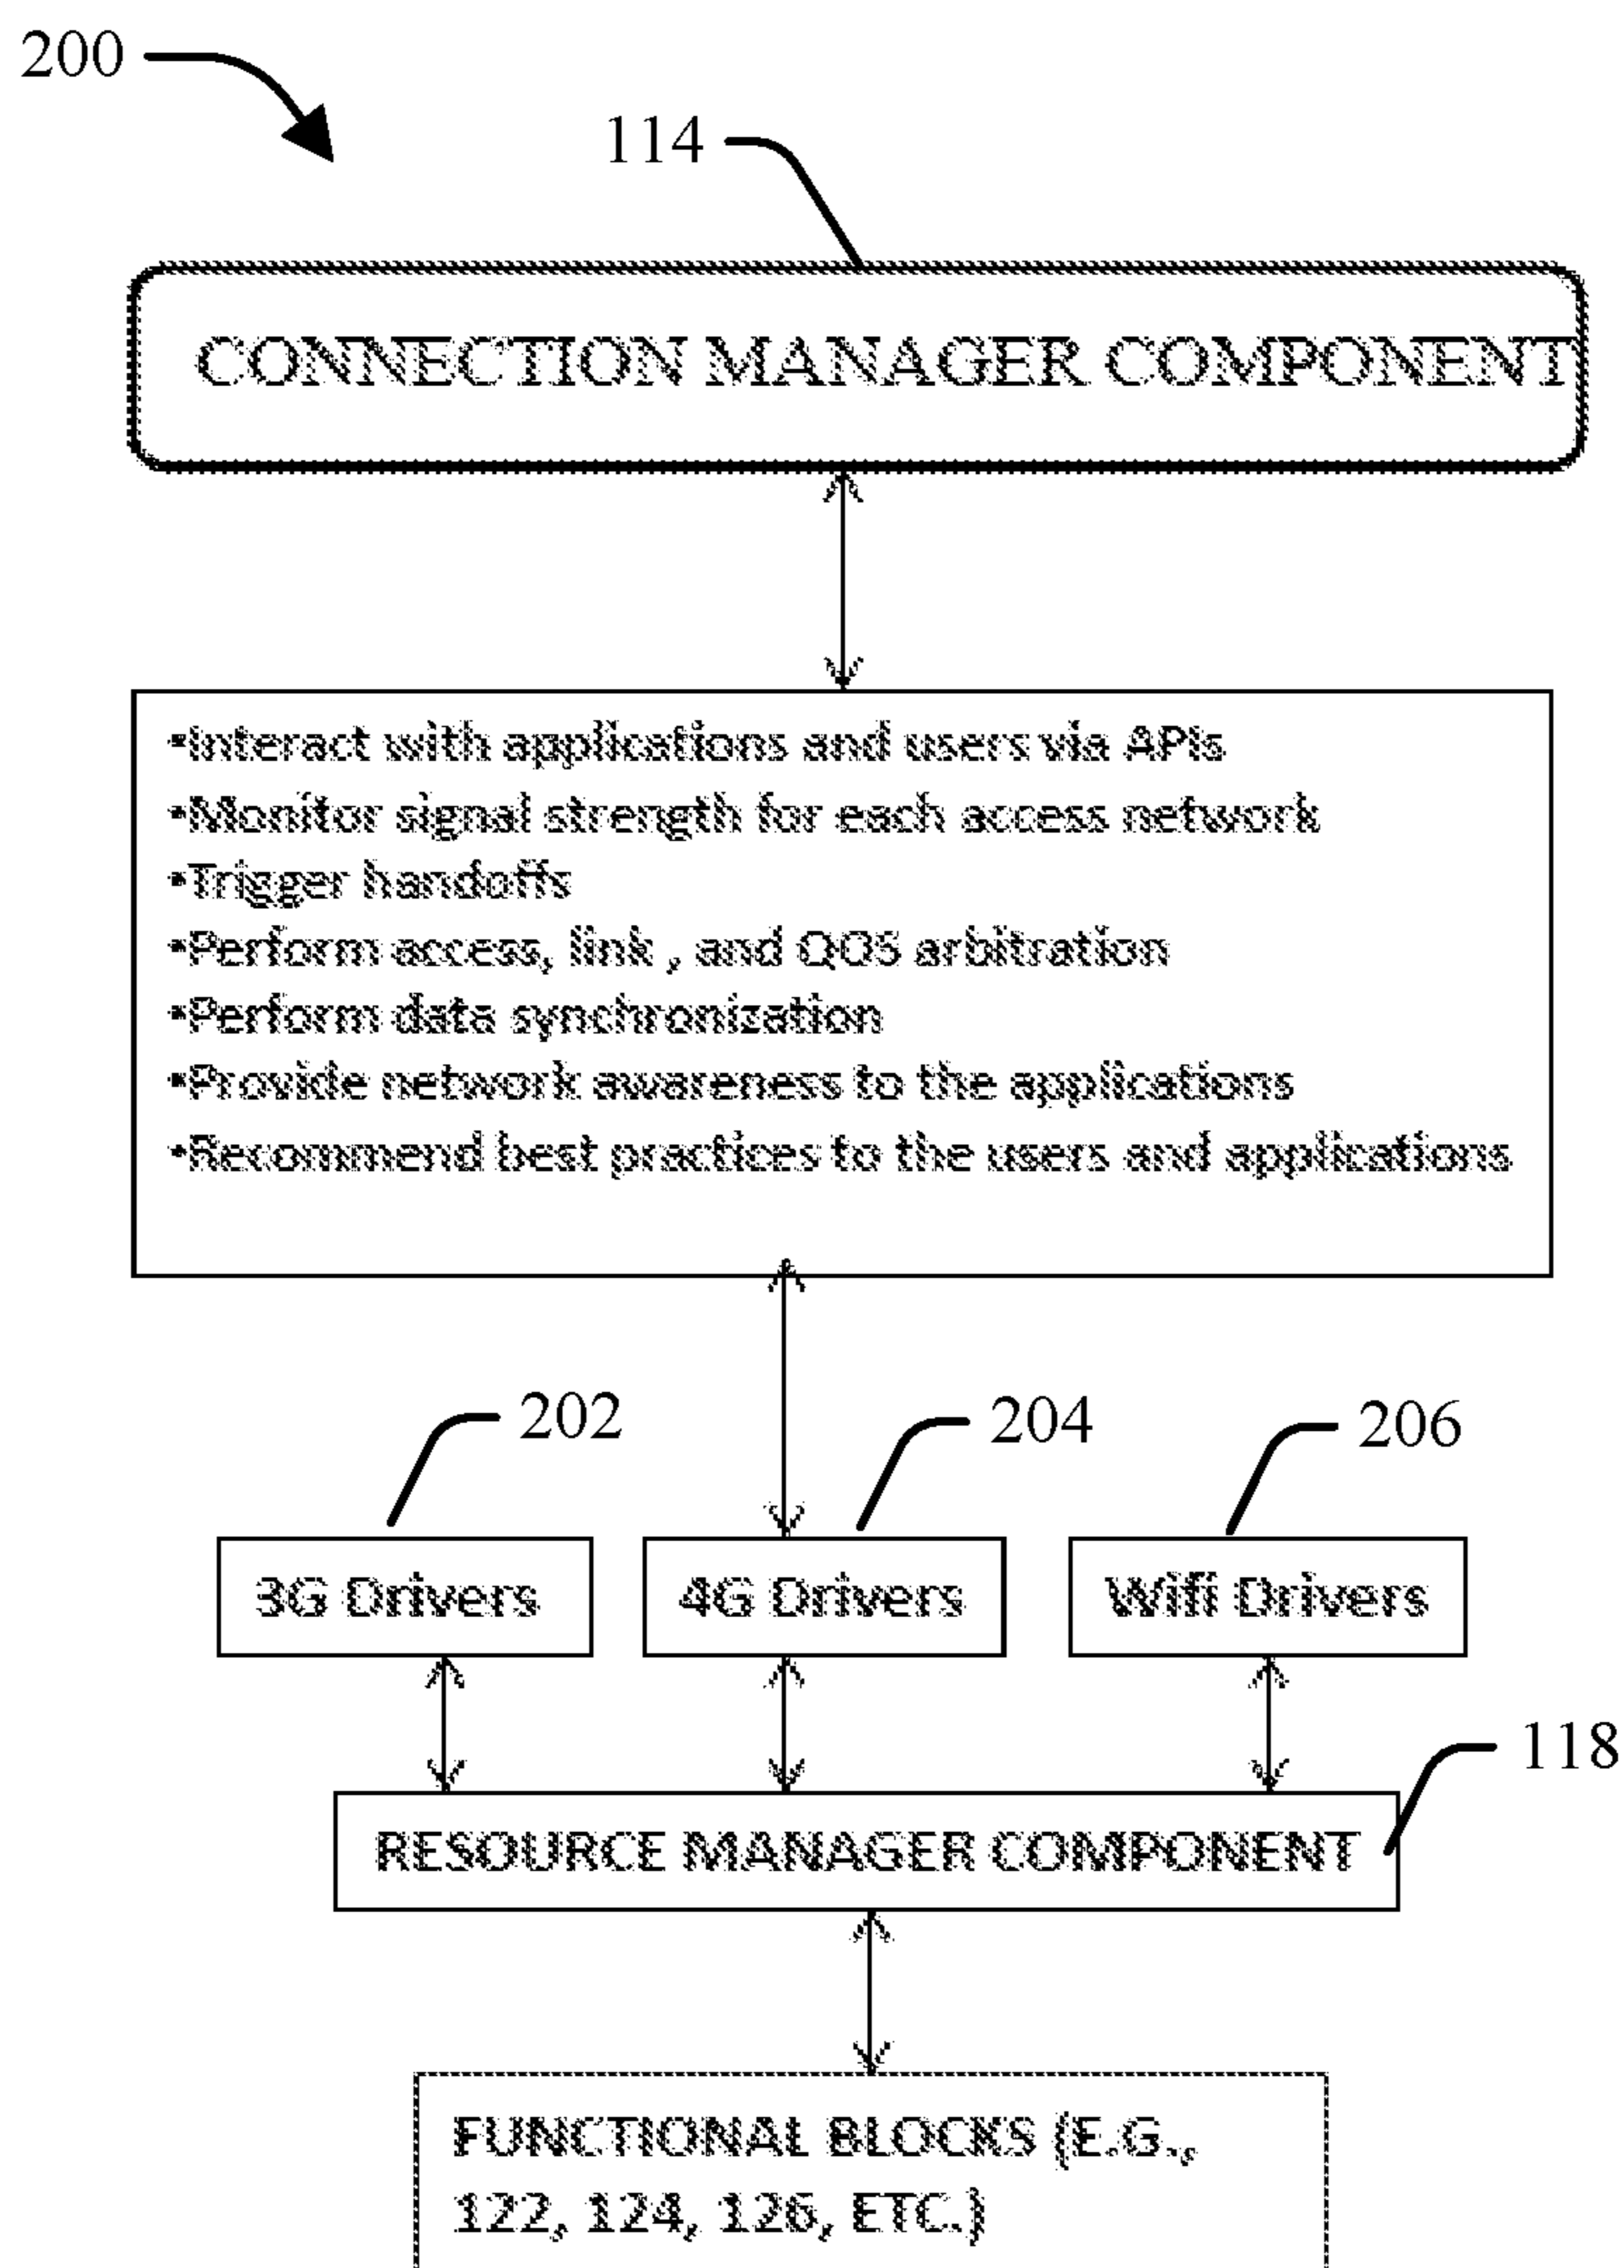 200
114
CONNECTION MANAGER COMPONENT
•Interact with applications and users via APIs
•Monitor signal strength for each access network
•Trigger handoffs
•Perform access, link , and QOS arbitration
•Perform data synchronization
•Provide network awareness to the applications
•Recommend best practices to the users and applications
202
204
206
3G Drivers
4G Drivers
Wifi Drivers
118
RESOURCE MANAGER COMPONENT
FUNCTIONAL BLOCKS (E.G.,
122, 124, 126, ETC.)